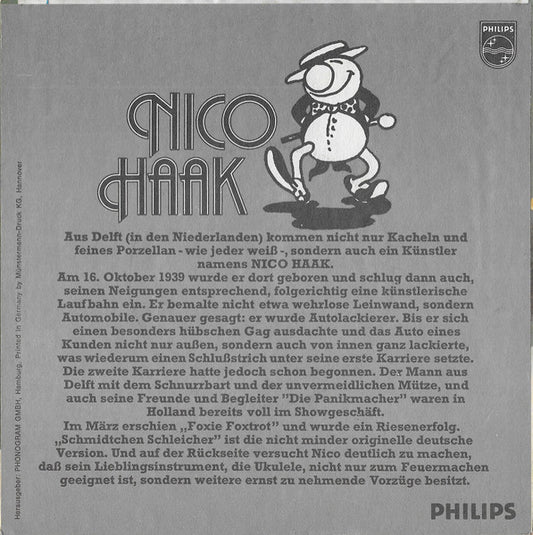 PHILIPS
NICO
HAAK
Aus Delft (in den Niederlanden) kommen nicht nur Kacheln und
feines Porzellan - wie jeder weiß -, sondern auch ein Künstler
namens NICO HAAK.
Am 16. Oktober 1939 wurde er dort geboren und schlug dann auch,
seinen Neigungen entsprechend, folgerichtig eine künstlerische
Laufbahn ein. Er bemalte nicht etwa wehrlose Leinwand, sondern
Automobile. Genauer gesagt: er wurde Autolackierer. Bis er sich
einen besonders hübschen Gag ausdachte und das Auto eines
Kunden nicht nur außen, sondern auch von innen ganz lackierte,
was wiederum einen Schlußstrich unter seine erste Karriere setzte.
Die zweite Karriere hatte jedoch schon begonnen. Der Mann aus
Delft mit dem Schnurrbart und der unvermeidlichen Mütze, und
auch seine Freunde und Begleiter "Die Panikmacher" waren in
Holland bereits voll im Showgeschäft.
Im März erschien „Foxie Foxtrot" und wurde ein Riesenerfolg.
„Schmidtchen Schleicher" ist die nicht minder originelle deutsche
Version. Und auf der Rückseite versucht Nico deutlich zu machen,
daß sein Lieblingsinstrument, die Ukulele, nicht nur zum Feuermachen
geeignet ist, sondern weitere ernst zu nehmende Vorzüge besitzt.
PHILIPS
Herausgeber: PHONOGRAM GMBH, Hamburg, Printed in Germany by Münstermann-Druck KG, Hannover